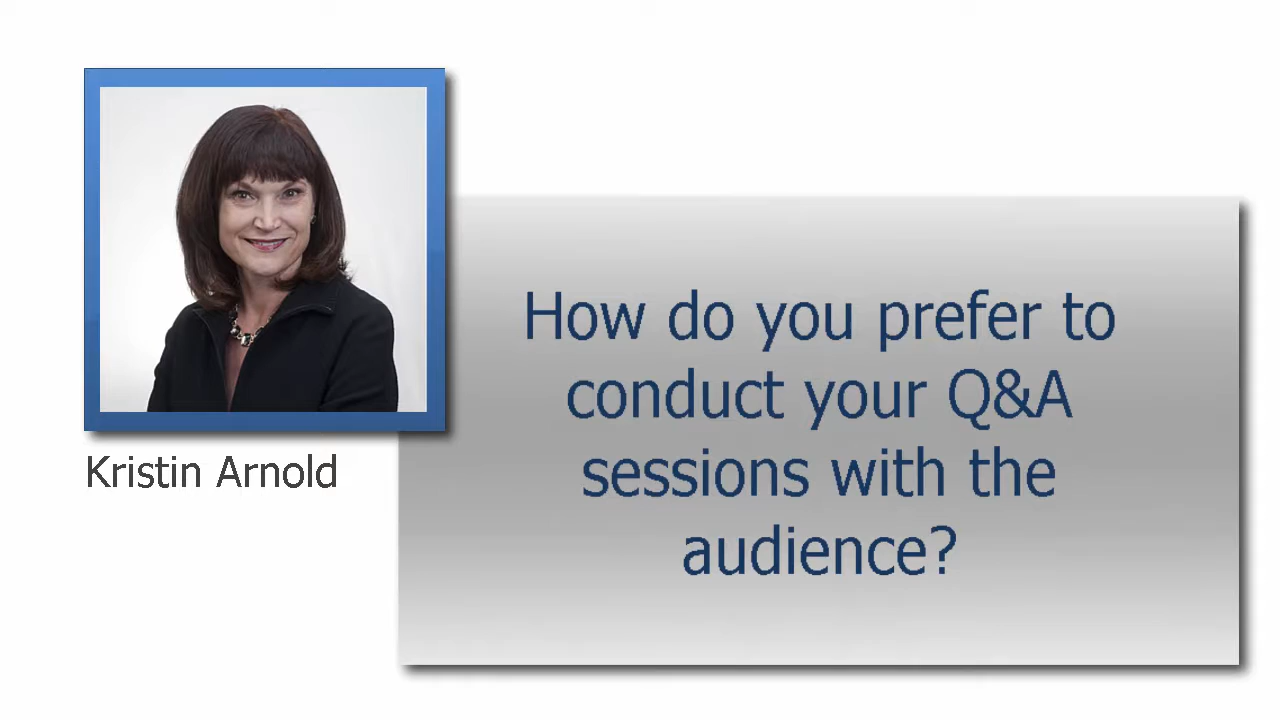 Kristin Arnold
How do you prefer to
conduct your Q&A
sessions with the
audience?